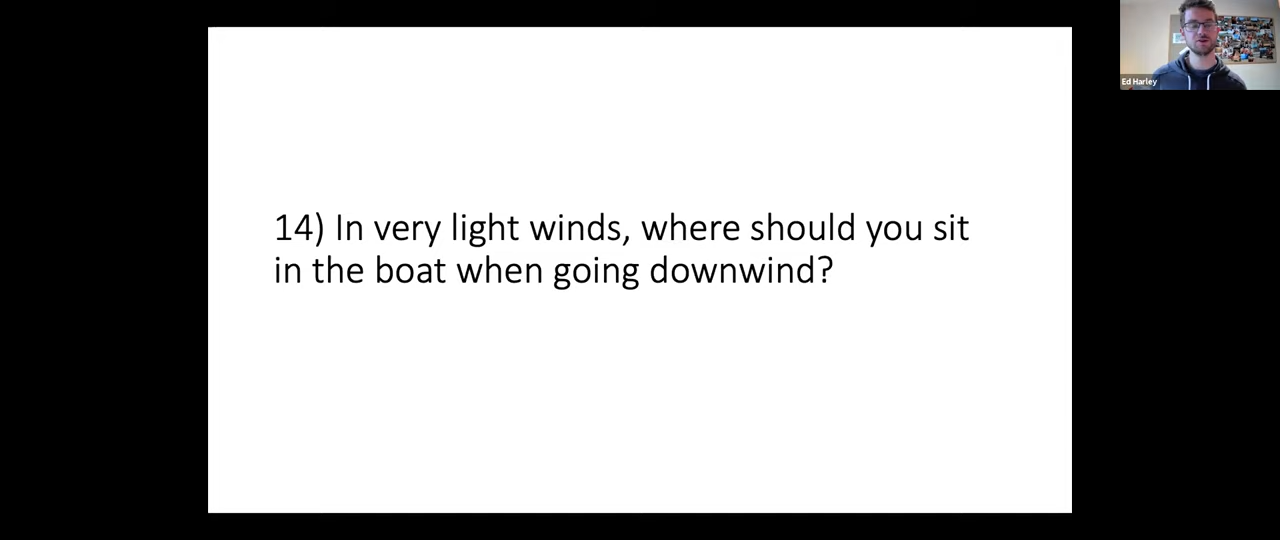 Ed Harley
14) In very light winds, where should you sit
in the boat when going downwind?